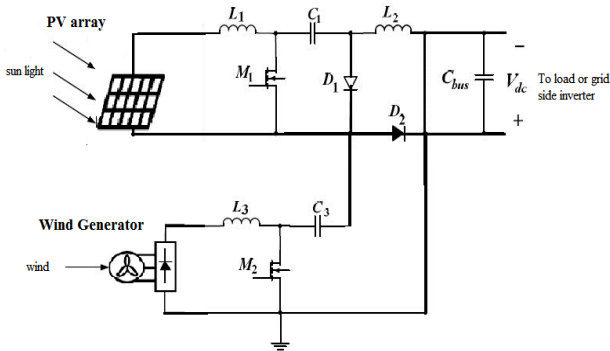 PV array
sun light
L1
C1
L2
M1
D1
D2
Cbus
−
Vdc
+
To load or grid
side inverter
Wind Generator
wind
L3
C3
M2